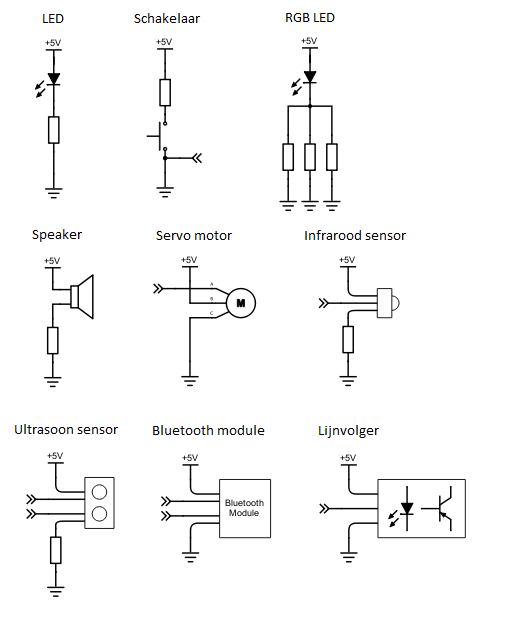 LED
Schakelaar
RGB LED
+5V
+5V
+5V
Speaker
Servo motor
Infrarood sensor
+5V
+5V
+5V
A
B
C
M
Ultrasoon sensor
Bluetooth module
Lijnvolger
+5V
+5V
+5V
Bluetooth
Module